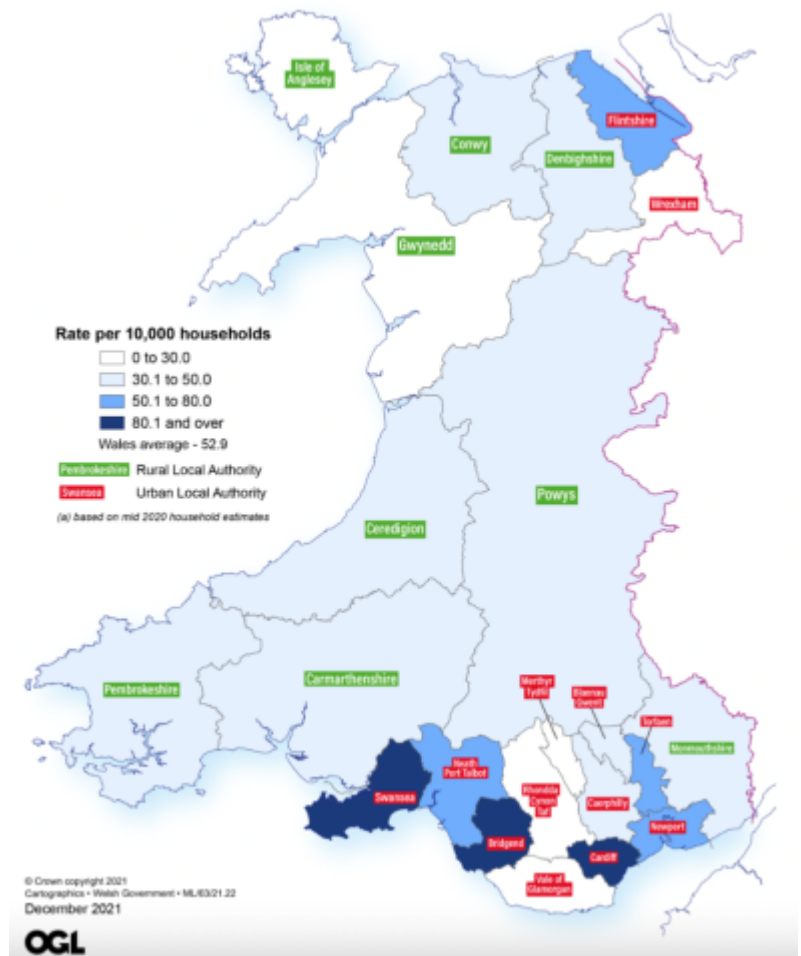 Isle of
Anglesey
Flintshire
Conwy
Denbighshire
Wrexham
Gwynedd
Rate per 10,000 households
0 to 30.0
30.1 to 50.0
50.1 to 80.0
80.1 and over
Wales average - 52.9
Pembrokeshire Rural Local Authority
Swansea Urban Local Authority
(a) based on mid 2020 household estimates
Powys
Ceredigion
Carmarthenshire
Pembrokeshire
Merthyr
Tydfil
Blaenau
Gwent
Torfaen
Monmouthshire
Neath
Port Talbot
Swansea
Rhondda
Cynon
Taf
Caerphilly
Newport
Bridgend
Cardiff
Vale of
Glamorgan
© Crown copyright 2021
Cartographics • Welsh Government • ML/63/21.22
December 2021
OGL